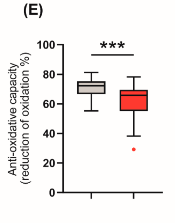 (E)
***
Anti-oxidative capacity
(reduction of oxidation %)
100
80
60
40
20
0